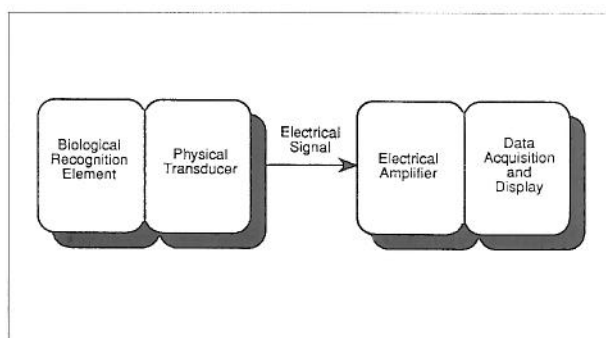 Biological
Recognition
Element
Physical
Transducer
Electrical
Signal
Electrical
Amplifier
Data
Acquisition
and
Display